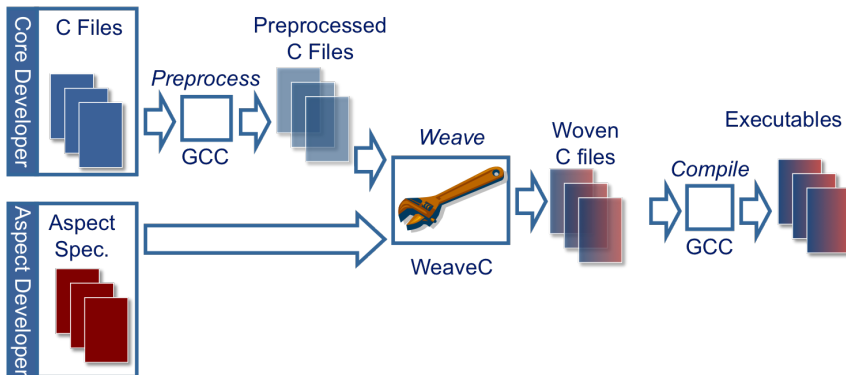 Core Developer
C Files
Preprocess
GCC
Preprocessed
C Files
Weave
WeaveC
Woven
C files
Compile
GCC
Executables
Aspect Developer
Aspect
Spec.